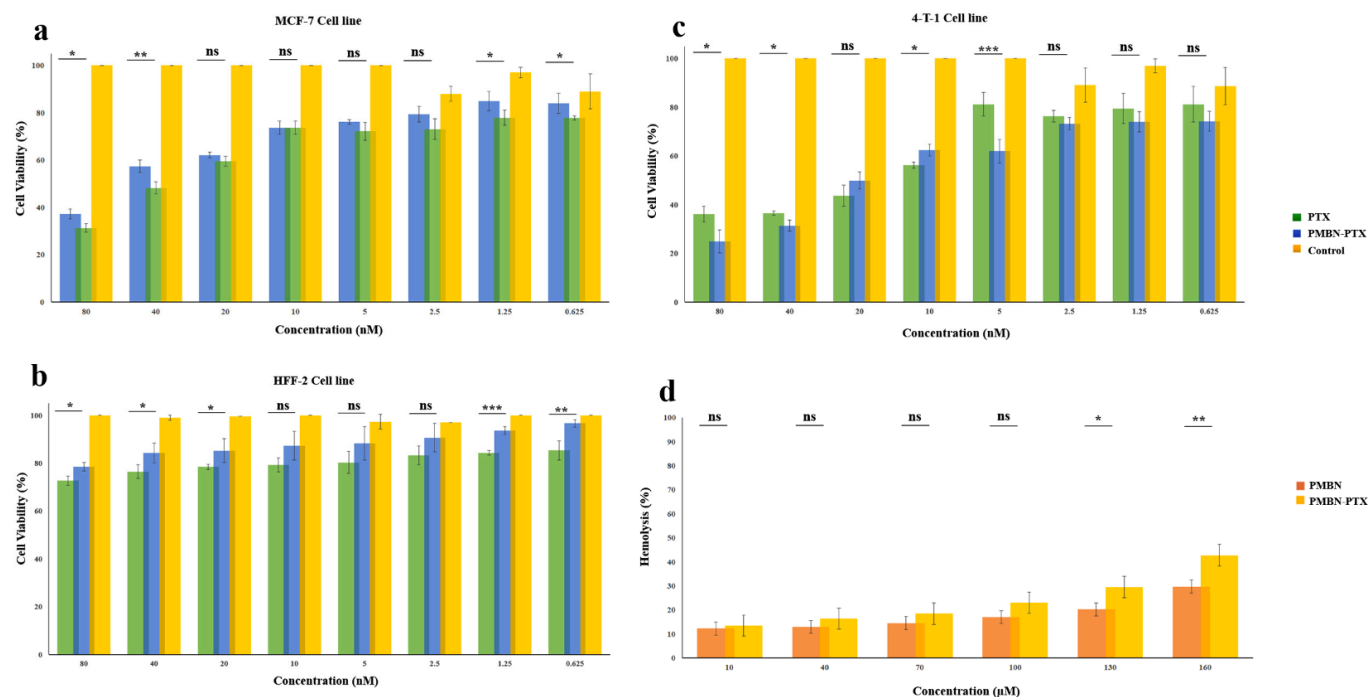 a
MCF-7 Cell line
* ** ns ns ns ns * *
Cell Viability (%)
100
80
60
40
20
0
80 40 20 10 5 2.5 1.25 0.625
Concentration (nM)
c
4-T-1 Cell line
* * ns * *** ns ns ns
Cell Viability (%)
100
80
60
40
20
0
80 40 20 10 5 2.5 1.25 0.625
Concentration (nM)
PTX
PMBN-PTX
Control
b
HFF-2 Cell line
* * * ns ns ns *** **
Cell Viability (%)
100
80
60
40
20
0
80 40 20 10 5 2.5 1.25 0.625
Concentration (nM)
d
ns ns ns ns * **
Hemolysis (%)
100
90
80
70
60
50
40
30
20
10
0
10 40 70 100 130 160
Concentration (µM)
PMBN
PMBN-PTX